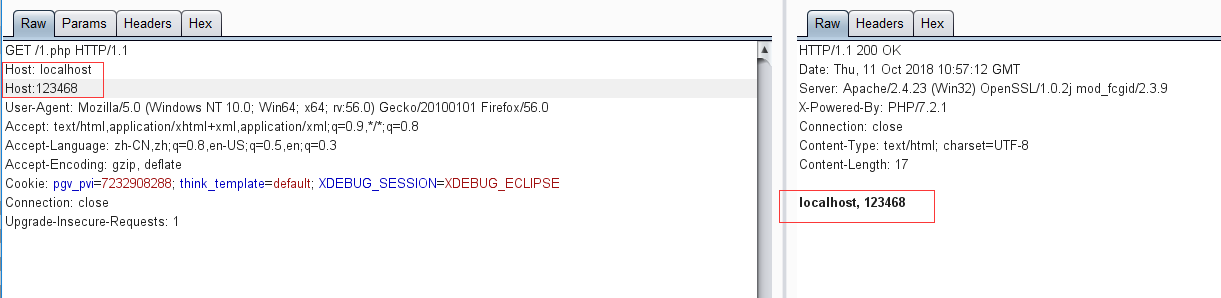 Raw Params Headers Hex
GET /1.php HTTP/1.1
Host: localhost
Host:123468
User-Agent: Mozilla/5.0 (Windows NT 10.0; Win64; x64; rv:56.0) Gecko/20100101 Firefox/56.0
Accept: text/html,application/xhtml+xml,application/xml;q=0.9,*/*;q=0.8
Accept-Language: zh-CN,zh;q=0.8,en-US;q=0.5,en;q=0.3
Accept-Encoding: gzip, deflate
Cookie: pgv_pvi=7232908288; think_template=default; XDEBUG_SESSION=XDEBUG_ECLIPSE
Connection: close
Upgrade-Insecure-Requests: 1
Raw Headers Hex
HTTP/1.1 200 OK
Date: Thu, 11 Oct 2018 10:57:12 GMT
Server: Apache/2.4.23 (Win32) OpenSSL/1.0.2j mod_fcgid/2.3.9
X-Powered-By: PHP/7.2.1
Connection: close
Content-Type: text/html; charset=UTF-8
Content-Length: 17
localhost, 123468